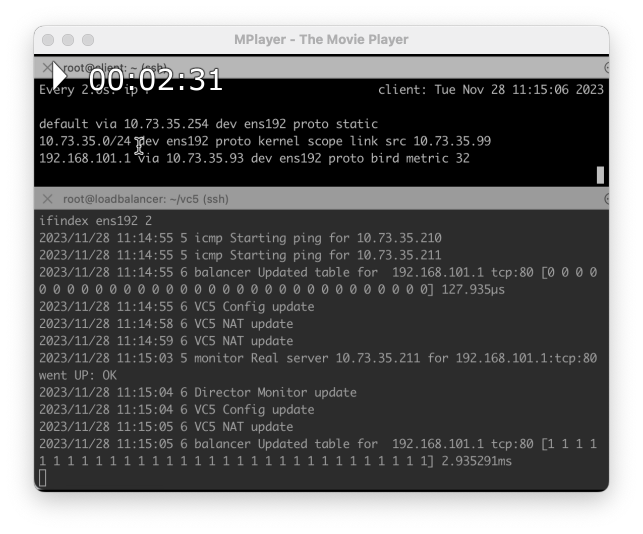 MPlayer - The Movie Player
root@client: ~ (ssh)
00:02:31
Every 2.0s: ip r client: Tue Nov 28 11:15:06 2023
default via 10.73.35.254 dev ens192 proto static
10.73.35.0/24 dev ens192 proto kernel scope link src 10.73.35.99
192.168.101.1 via 10.73.35.93 dev ens192 proto bird metric 32
root@loadbalancer: ~/vc5 (ssh)
ifindex ens192 2
2023/11/28 11:14:55 5 icmp Starting ping for 10.73.35.210
2023/11/28 11:14:55 5 icmp Starting ping for 10.73.35.211
2023/11/28 11:14:55 6 balancer Updated table for  192.168.101.1 tcp:80 [0 0 0 0
0 0 0 0 0 0 0 0 0 0 0 0 0 0 0 0 0 0 0 0 0 0 0 0] 127.935µs
2023/11/28 11:14:55 6 VC5 Config update
2023/11/28 11:14:58 6 VC5 NAT update
2023/11/28 11:14:59 6 VC5 NAT update
2023/11/28 11:15:03 5 monitor Real server 10.73.35.211 for 192.168.101.1:tcp:80
went UP: OK
2023/11/28 11:15:04 6 Director Monitor update
2023/11/28 11:15:04 6 VC5 Config update
2023/11/28 11:15:05 6 VC5 NAT update
2023/11/28 11:15:05 6 balancer Updated table for  192.168.101.1 tcp:80 [1 1 1 1
1 1 1 1 1 1 1 1 1 1 1 1 1 1 1 1 1 1 1 1 1 1 1 1] 2.935291ms